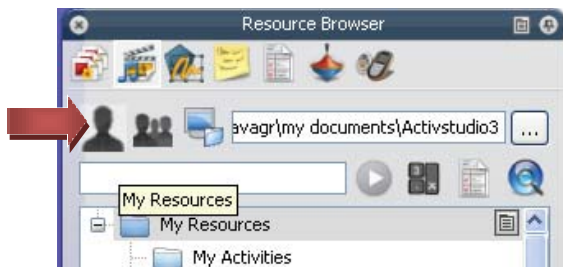 Resource Browser
avagr\my documents\Activstudio3 ...
My Resources
My Resources
My Activities